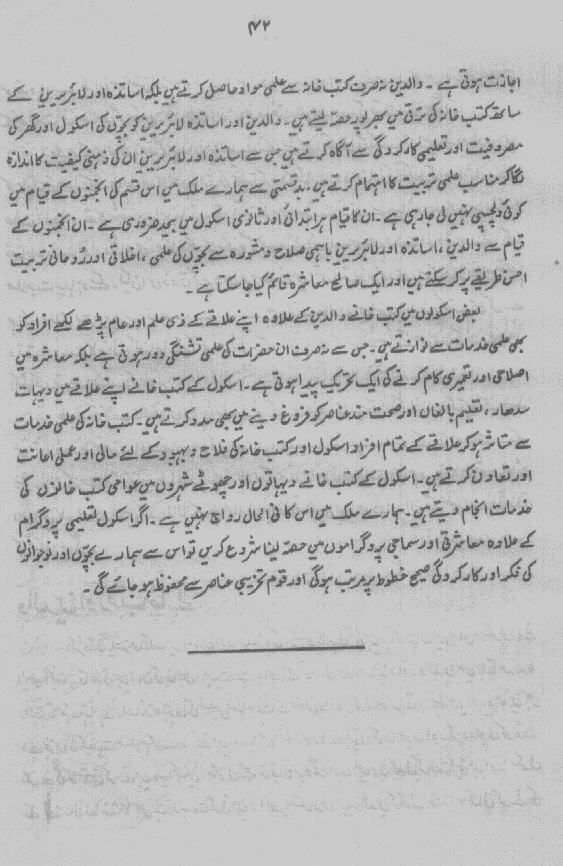 ۴۲
اجازت ہوتی ہے ۔ والدین نہ صرف کتب خانہ سے علمی مواد حاصل کرتے ہیں بلکہ اساتذہ اور لائبریرین کے
ساتھ کتب خانہ کی ترقی میں بھرپور حصہ لیتے ہیں ۔ والدین اور اساتذہ لائبریرین کو بچوں کی اسکول اور گھر کی
مصروفیت اور تعلیمی کارکردگی سے آگاہ کرتے ہیں جس سے اساتذہ اور لائبریرین ان کی ذہنی کیفیت کا اندازہ
لگا کر مناسب علمی تربیت کا اہتمام کرتے ہیں ۔ بدقسمتی سے ہمارے ملک میں اس قسم کی انجمنوں کے قیام میں
کوئی دلچسپی نہیں لی جا رہی ہے ۔ ان کا قیام ہر ابتدائی اور ثانوی اسکول میں بیحد ضروری ہے ۔ ان انجمنوں کے
قیام سے والدین ، اساتذہ اور لائبریرین باہمی صلاح و مشورہ سے بچوں کی علمی ، اخلاقی اور روحانی تربیت
احسن طریقے پر کر سکتے ہیں اور ایک صالح معاشرہ قائم کیا جا سکتا ہے ۔
بعض اسکولوں میں کتب خانے والدین کے علاوہ اپنے علاقے کے ذی علم اور عام پڑھے لکھے افراد کو
بھی علمی خدمات سے نوازتے ہیں ۔ جس سے نہ صرف ان حضرات کی علمی تشنگی دور ہوتی ہے بلکہ معاشرہ میں
اصلاحی اور تعمیری کام کرنے کی ایک تحریک پیدا ہوتی ہے ۔ اسکول کے کتب خانے اپنے علاقے میں دیہات
سدھار ، تعلیم بالغاں اور صحت مند عناصر کو فروغ دینے میں بھی مدد کرتے ہیں ۔ کتب خانہ کی علمی خدمات
سے متاثر ہو کر علاقے کے تمام افراد اسکول اور کتب خانہ کی فلاح و بہبود کے لئے مالی اور عملی اعانت
اور تعاون کرتے ہیں ۔ اسکول کے کتب خانے دیہاتوں اور چھوٹے شہروں میں عوامی کتب خانوں کی
خدمات انجام دیتے ہیں ۔ ہمارے ملک میں اس کا فی الحال رواج نہیں ہے ۔ اگر اسکول تعلیمی پروگرام
کے علاوہ معاشرتی اور سماجی پروگراموں میں حصہ لینا شروع کریں تو اس سے ہمارے بچوں اور نوجوانوں
کی فکر اور کارکردگی صحیح خطوط پر مرتب ہوگی اور قوم تخریبی عناصر سے محفوظ ہو جائے گی ۔